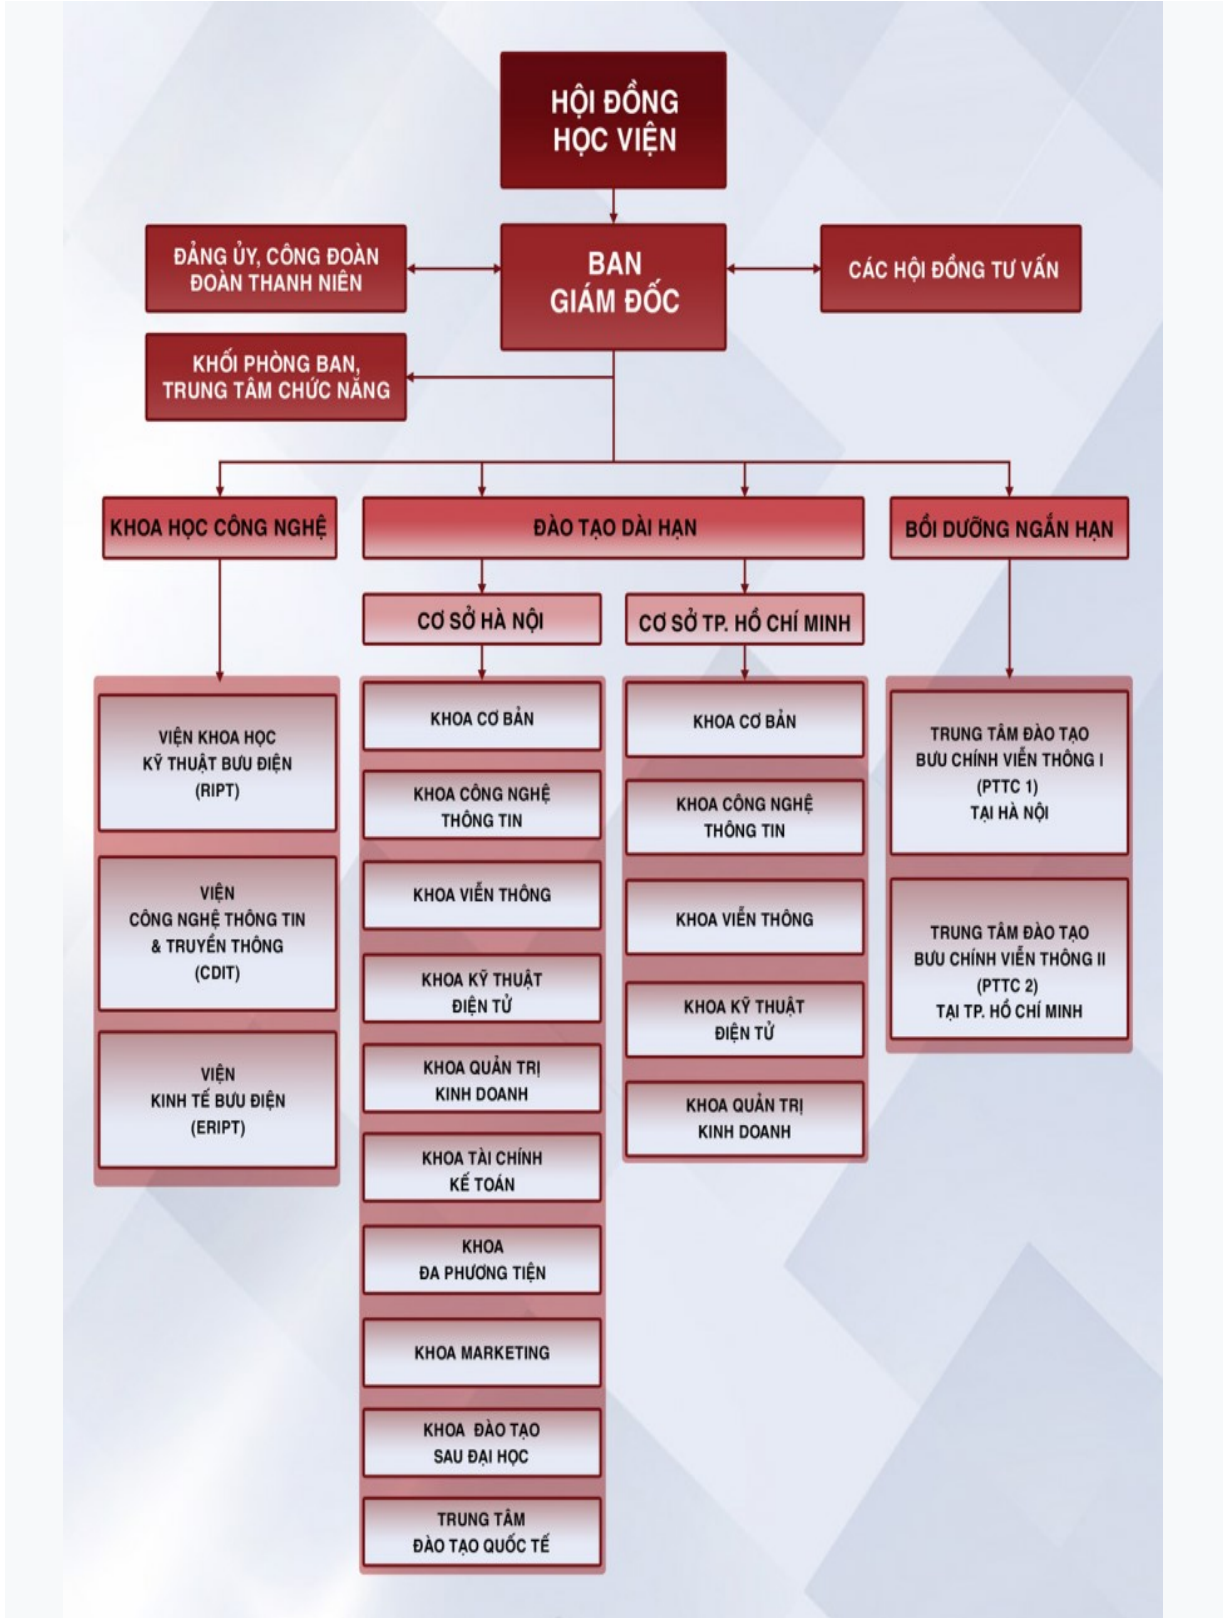 HỘI ĐỒNG
HỌC VIỆN
ĐẢNG ỦY, CÔNG ĐOÀN
ĐOÀN THANH NIÊN
BAN
GIÁM ĐỐC
CÁC HỘI ĐỒNG TƯ VẤN
KHỐI PHÒNG BAN,
TRUNG TÂM CHỨC NĂNG
KHOA HỌC CÔNG NGHỆ
ĐÀO TẠO DÀI HẠN
BỒI DƯỠNG NGẮN HẠN
CƠ SỞ HÀ NỘI
CƠ SỞ TP. HỒ CHÍ MINH
VIỆN KHOA HỌC
KỸ THUẬT BƯU ĐIỆN
(RIPT)
VIỆN
CÔNG NGHỆ THÔNG TIN
& TRUYỀN THÔNG
(CDIT)
VIỆN
KINH TẾ BƯU ĐIỆN
(ERIPT)
KHOA CƠ BẢN
KHOA CÔNG NGHỆ
THÔNG TIN
KHOA VIỄN THÔNG
KHOA KỸ THUẬT
ĐIỆN TỬ
KHOA QUẢN TRỊ
KINH DOANH
KHOA TÀI CHÍNH
KẾ TOÁN
KHOA
ĐA PHƯƠNG TIỆN
KHOA MARKETING
KHOA ĐÀO TẠO
SAU ĐẠI HỌC
TRUNG TÂM
ĐÀO TẠO QUỐC TẾ
KHOA CƠ BẢN
KHOA CÔNG NGHỆ
THÔNG TIN
KHOA VIỄN THÔNG
KHOA KỸ THUẬT
ĐIỆN TỬ
KHOA QUẢN TRỊ
KINH DOANH
TRUNG TÂM ĐÀO TẠO
BƯU CHÍNH VIỄN THÔNG I
(PTTC 1)
TẠI HÀ NỘI
TRUNG TÂM ĐÀO TẠO
BƯU CHÍNH VIỄN THÔNG II
(PTTC 2)
TẠI TP. HỒ CHÍ MINH